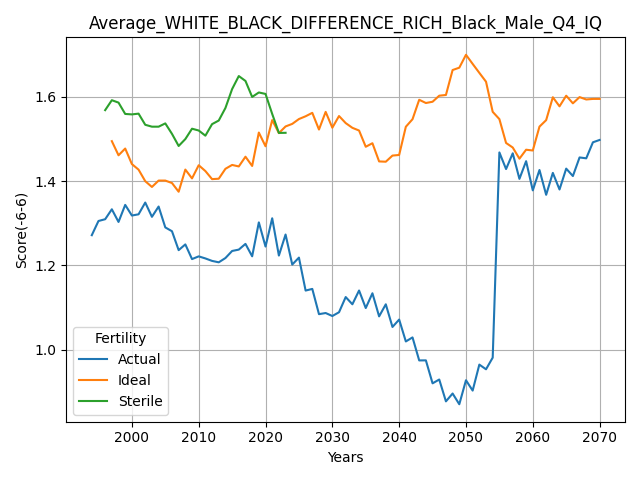 Average_WHITE_BLACK_DIFFERENCE_RICH_Black_Male_Q4_IQ
Score(-6-6)
1.6
1.4
1.2
1.0
Fertility
Actual
Ideal
Sterile
2000 2010 2020 2030 2040 2050 2060 2070
Years